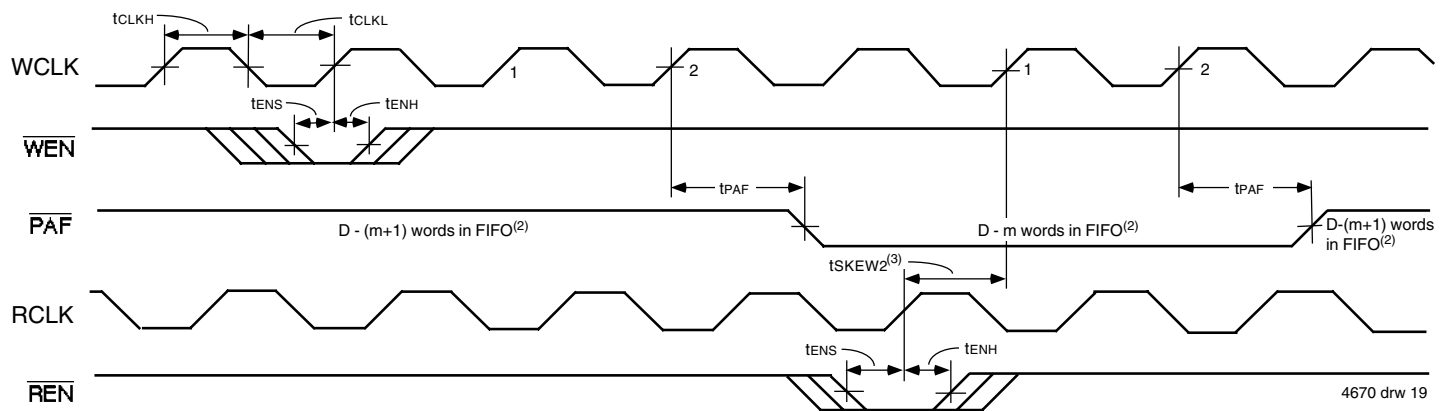 tCLKH tCLKL
WCLK 1 2 1 2
tENS tENH
WEN
tPAF tPAF
PAF D - (m+1) words in FIFO(2) D - m words in FIFO(2) D-(m+1) words
in FIFO(2)
tSKEW2(3)
RCLK
tENS tENH
REN
4670 drw 19